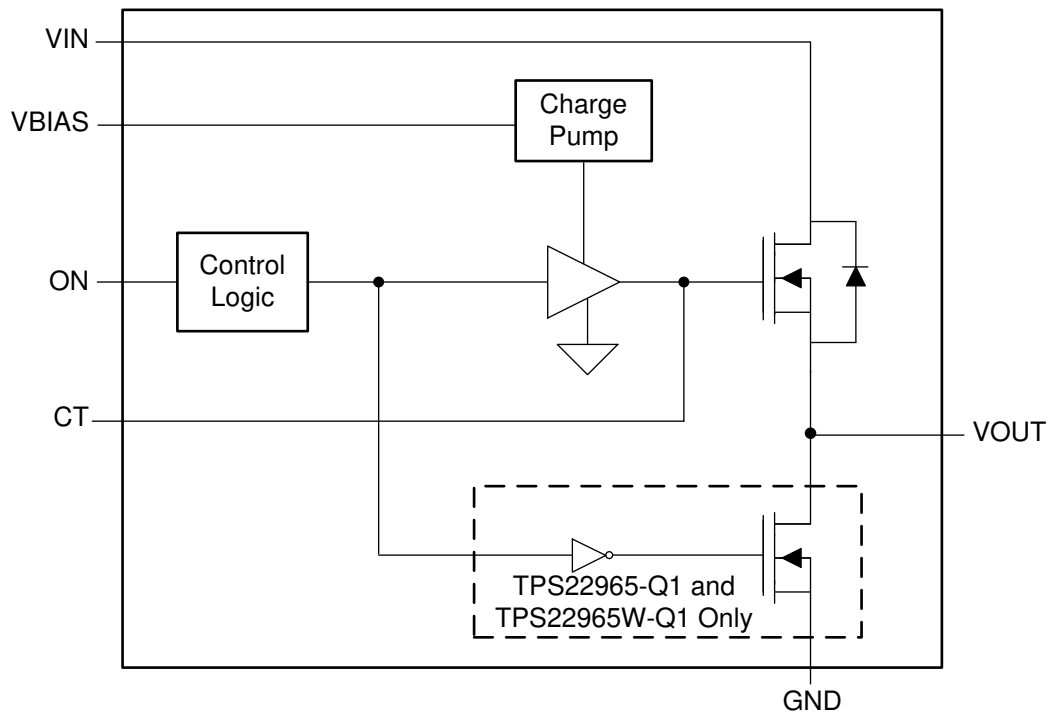 VIN
VBIAS
Charge
Pump
ON
Control
Logic
CT
VOUT
TPS22965-Q1 and
TPS22965W-Q1 Only
GND